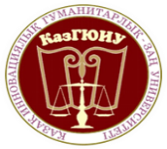 ҚАЗАҚ ИННОВАЦИЯЛЫҚ ГУМАНИТАРЛЫҚ-ЗАҢ УНИВЕРСИТЕТІ
КазГЮИУ